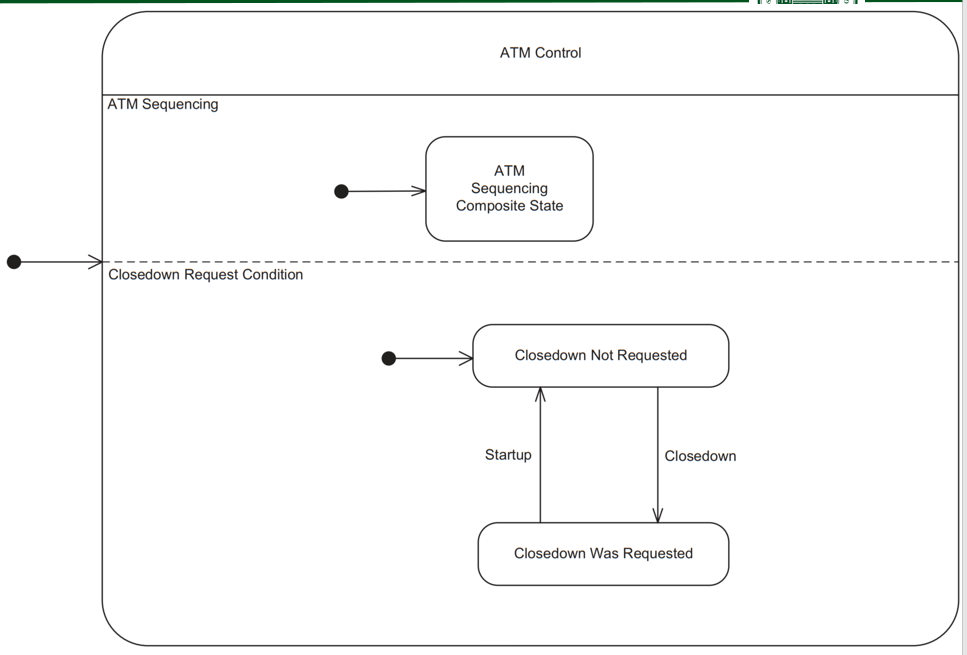 ATM Control
ATM Sequencing
ATM
Sequencing
Composite State
Closedown Request Condition
Closedown Not Requested
Startup
Closedown
Closedown Was Requested